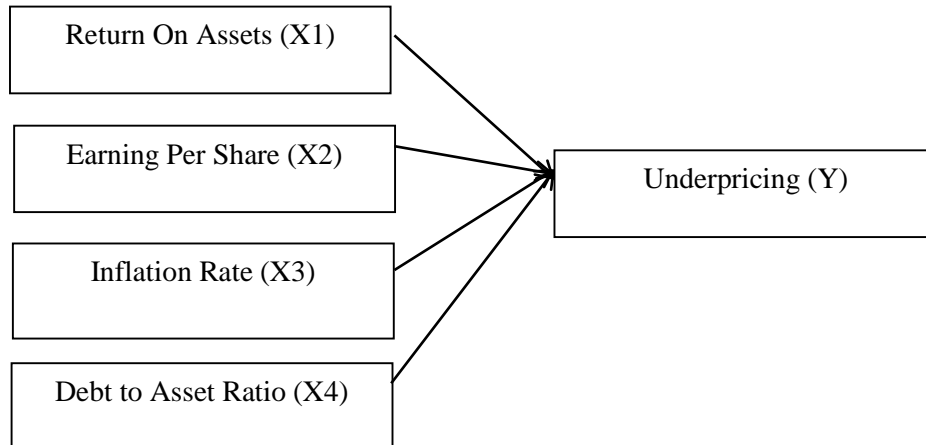 Return On Assets (X1)
Earning Per Share (X2)
Underpricing (Y)
Inflation Rate (X3)
Debt to Asset Ratio (X4)